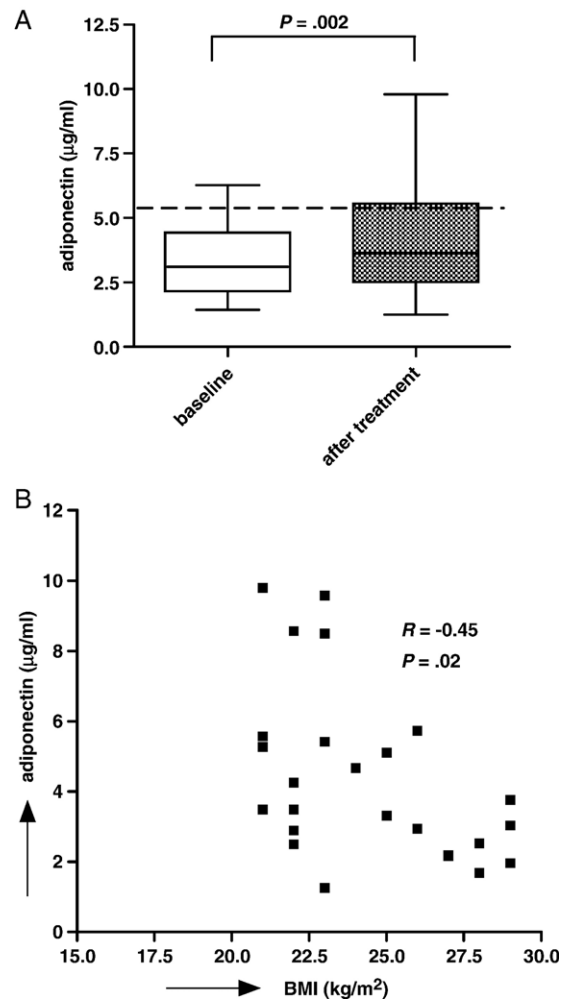 A
P = .002
12.5
10.0
7.5
5.0
2.5
0.0
adiponectin (µg/ml)
baseline
after treatment
B
12
10
8
6
4
2
0
adiponectin (µg/ml)
R = -0.45
P = .02
15.0 17.5 20.0 22.5 25.0 27.5 30.0
BMI (kg/m²)